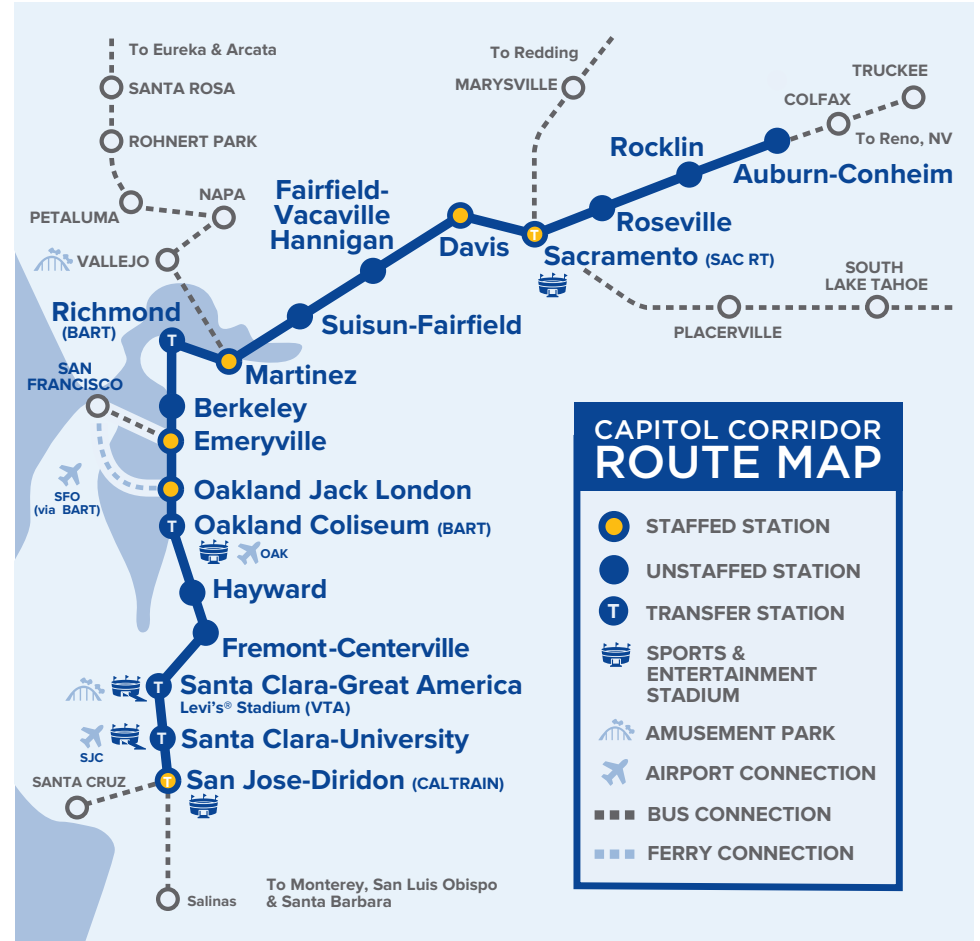 To Eureka & Arcata
SANTA ROSA
ROHNERT PARK
PETALUMA
NAPA
VALLEJO
To Redding
MARYSVILLE
TRUCKEE
COLFAX
To Reno, NV
Rocklin
Auburn-Conheim
Roseville
Fairfield-
Vacaville
Hannigan
Davis
T
Sacramento (SAC RT)
SOUTH
LAKE TAHOE
PLACERVILLE
Suisun-Fairfield
Richmond
(BART)
T
Martinez
SAN
FRANCISCO
Berkeley
Emeryville
SFO
(via BART)
Oakland Jack London
T
Oakland Coliseum (BART)
OAK
Hayward
Fremont-Centerville
T
Santa Clara-Great America
Levi's® Stadium (VTA)
T
Santa Clara-University
SJC
SANTA CRUZ
T
San Jose-Diridon (CALTRAIN)
Salinas
To Monterey, San Luis Obispo
& Santa Barbara
CAPITOL CORRIDOR
ROUTE MAP
STAFFED STATION
UNSTAFFED STATION
T
TRANSFER STATION
SPORTS &
ENTERTAINMENT
STADIUM
AMUSEMENT PARK
AIRPORT CONNECTION
BUS CONNECTION
FERRY CONNECTION